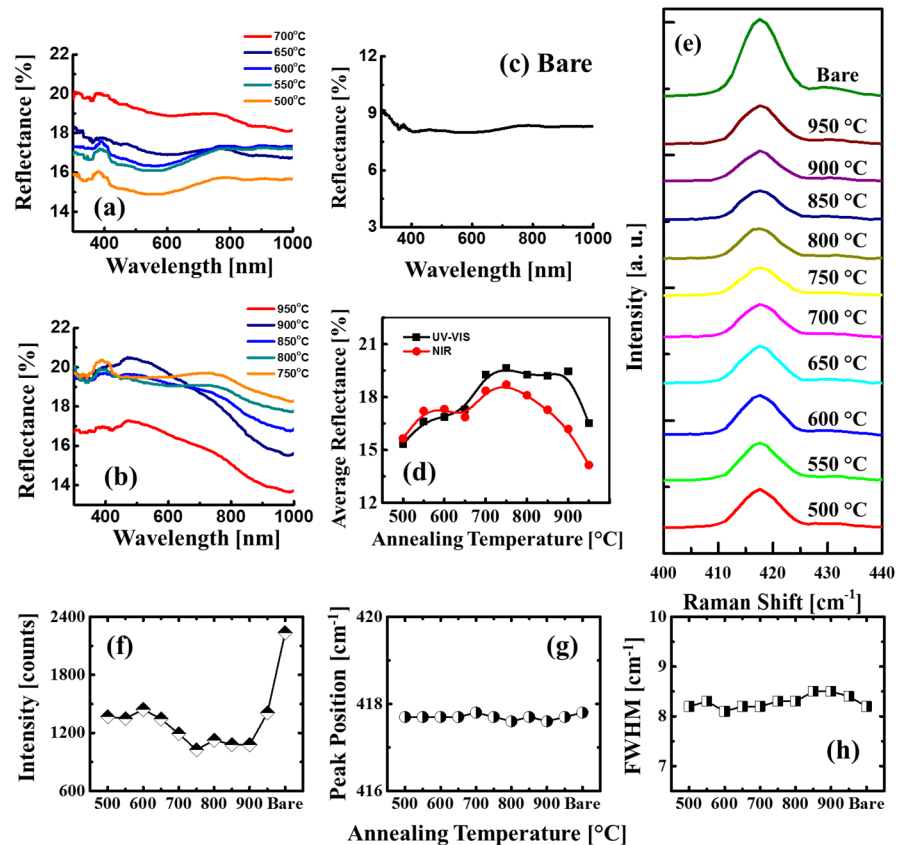 22
20
18
16
15
Reflectance [%]
700°C
650°C
600°C
550°C
500°C
(a)
400 600 800 1000
Wavelength [nm]
12
9
6
3
Reflectance [%]
(c) Bare
400 600 800 1000
Wavelength [nm]
(e)
Bare
950 °C
900 °C
850 °C
800 °C
750 °C
700 °C
650 °C
600 °C
550 °C
500 °C
Intensity [a. u.]
400 410 420 430 440
Raman Shift [cm-1]
22
20
18
16
14
Reflectance [%]
950°C
900°C
850°C
800°C
750°C
(b)
400 600 800 1000
Wavelength [nm]
21
18
15
12
Average Reflectance [%]
UV-VIS
NIR
(d)
500 600 700 800 900
Annealing Temperature [°C]
2400
1800
1200
600
Intensity [counts]
(f)
500 600 700 800 900 Bare
420
418
416
Peak Position [cm-1]
(g)
500 600 700 800 900 Bare
9
8
7
FWHM [cm-1]
(h)
500 600 700 800 900 Bare
Annealing Temperature [°C]